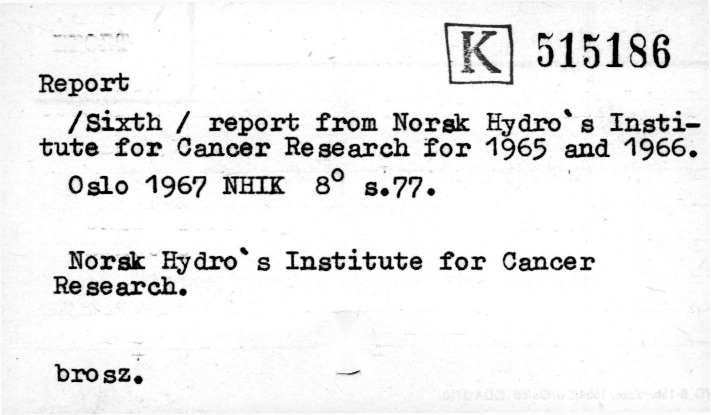 K 515186
Report
/Sixth / report from Norsk Hydro`s Insti-
tute for Cancer Research for 1965 and 1966.
Oslo 1967 NHIK 8° s.77.
Norsk Hydro`s Institute for Cancer
Research.
brosz.